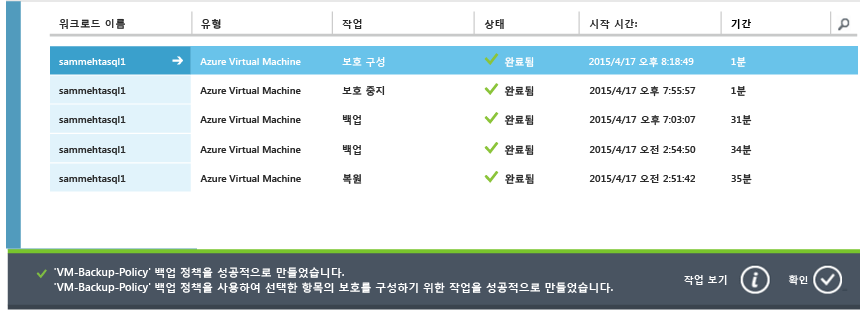 워크로드 이름 유형 작업 상태 시작 시간: 기간
sammehtasql1 Azure Virtual Machine 보호 구성 완료됨 2015/4/17 오후 8:18:49 1분
sammehtasql1 Azure Virtual Machine 보호 중지 완료됨 2015/4/17 오후 7:55:57 1분
sammehtasql1 Azure Virtual Machine 백업 완료됨 2015/4/17 오후 7:03:07 31분
sammehtasql1 Azure Virtual Machine 백업 완료됨 2015/4/17 오전 2:54:50 34분
sammehtasql1 Azure Virtual Machine 복원 완료됨 2015/4/17 오전 2:51:42 35분
'VM-Backup-Policy' 백업 정책을 성공적으로 만들었습니다.
'VM-Backup-Policy' 백업 정책을 사용하여 선택한 항목의 보호를 구성하기 위한 작업을 성공적으로 만들었습니다.
작업 보기 확인